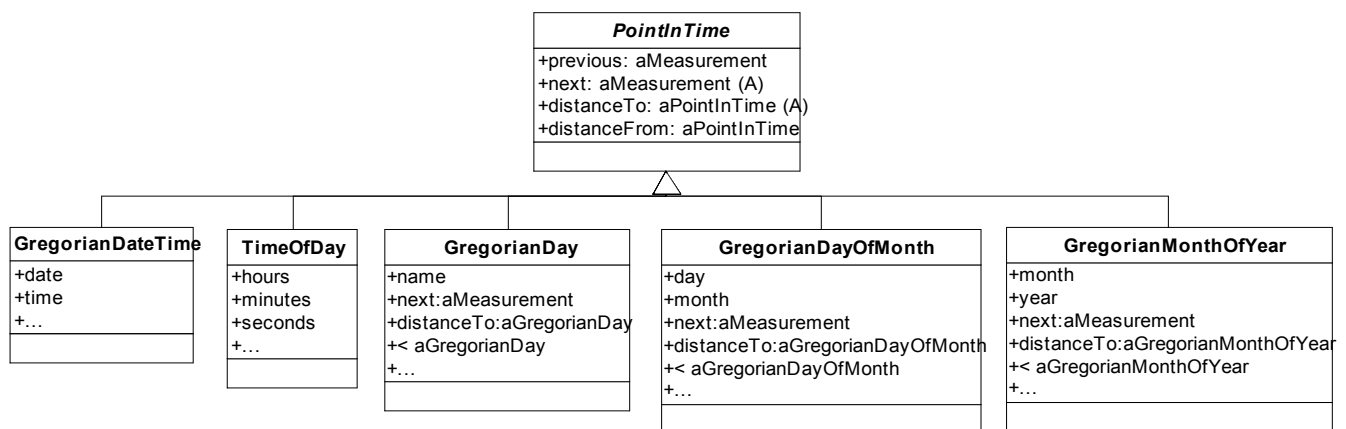 PointInTime
+previous: aMeasurement
+next: aMeasurement (A)
+distanceTo: aPointInTime (A)
+distanceFrom: aPointInTime
GregorianDateTime
+date
+time
+...
TimeOfDay
+hours
+minutes
+seconds
+...
GregorianDay
+name
+next:aMeasurement
+distanceTo:aGregorianDay
+< aGregorianDay
+...
GregorianDayOfMonth
+day
+month
+next:aMeasurement
+distanceTo:aGregorianDayOfMonth
+< aGregorianDayOfMonth
+...
GregorianMonthOfYear
+month
+year
+next:aMeasurement
+distanceTo:aGregorianMonthOfYear
+< aGregorianMonthOfYear
+...